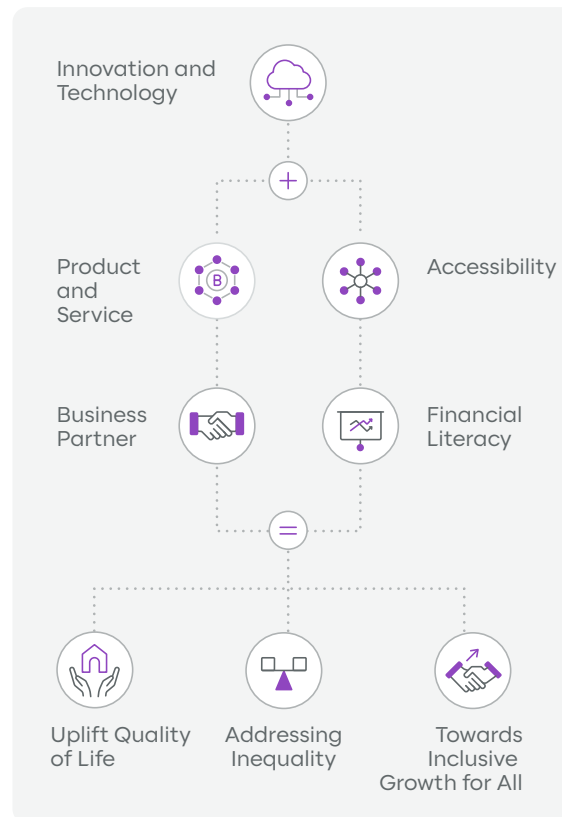 Innovation and
Technology
+
Product
and
Service
B
Accessibility
Business
Partner
Financial
Literacy
=
Uplift Quality
of Life
Addressing
Inequality
Towards
Inclusive
Growth for All